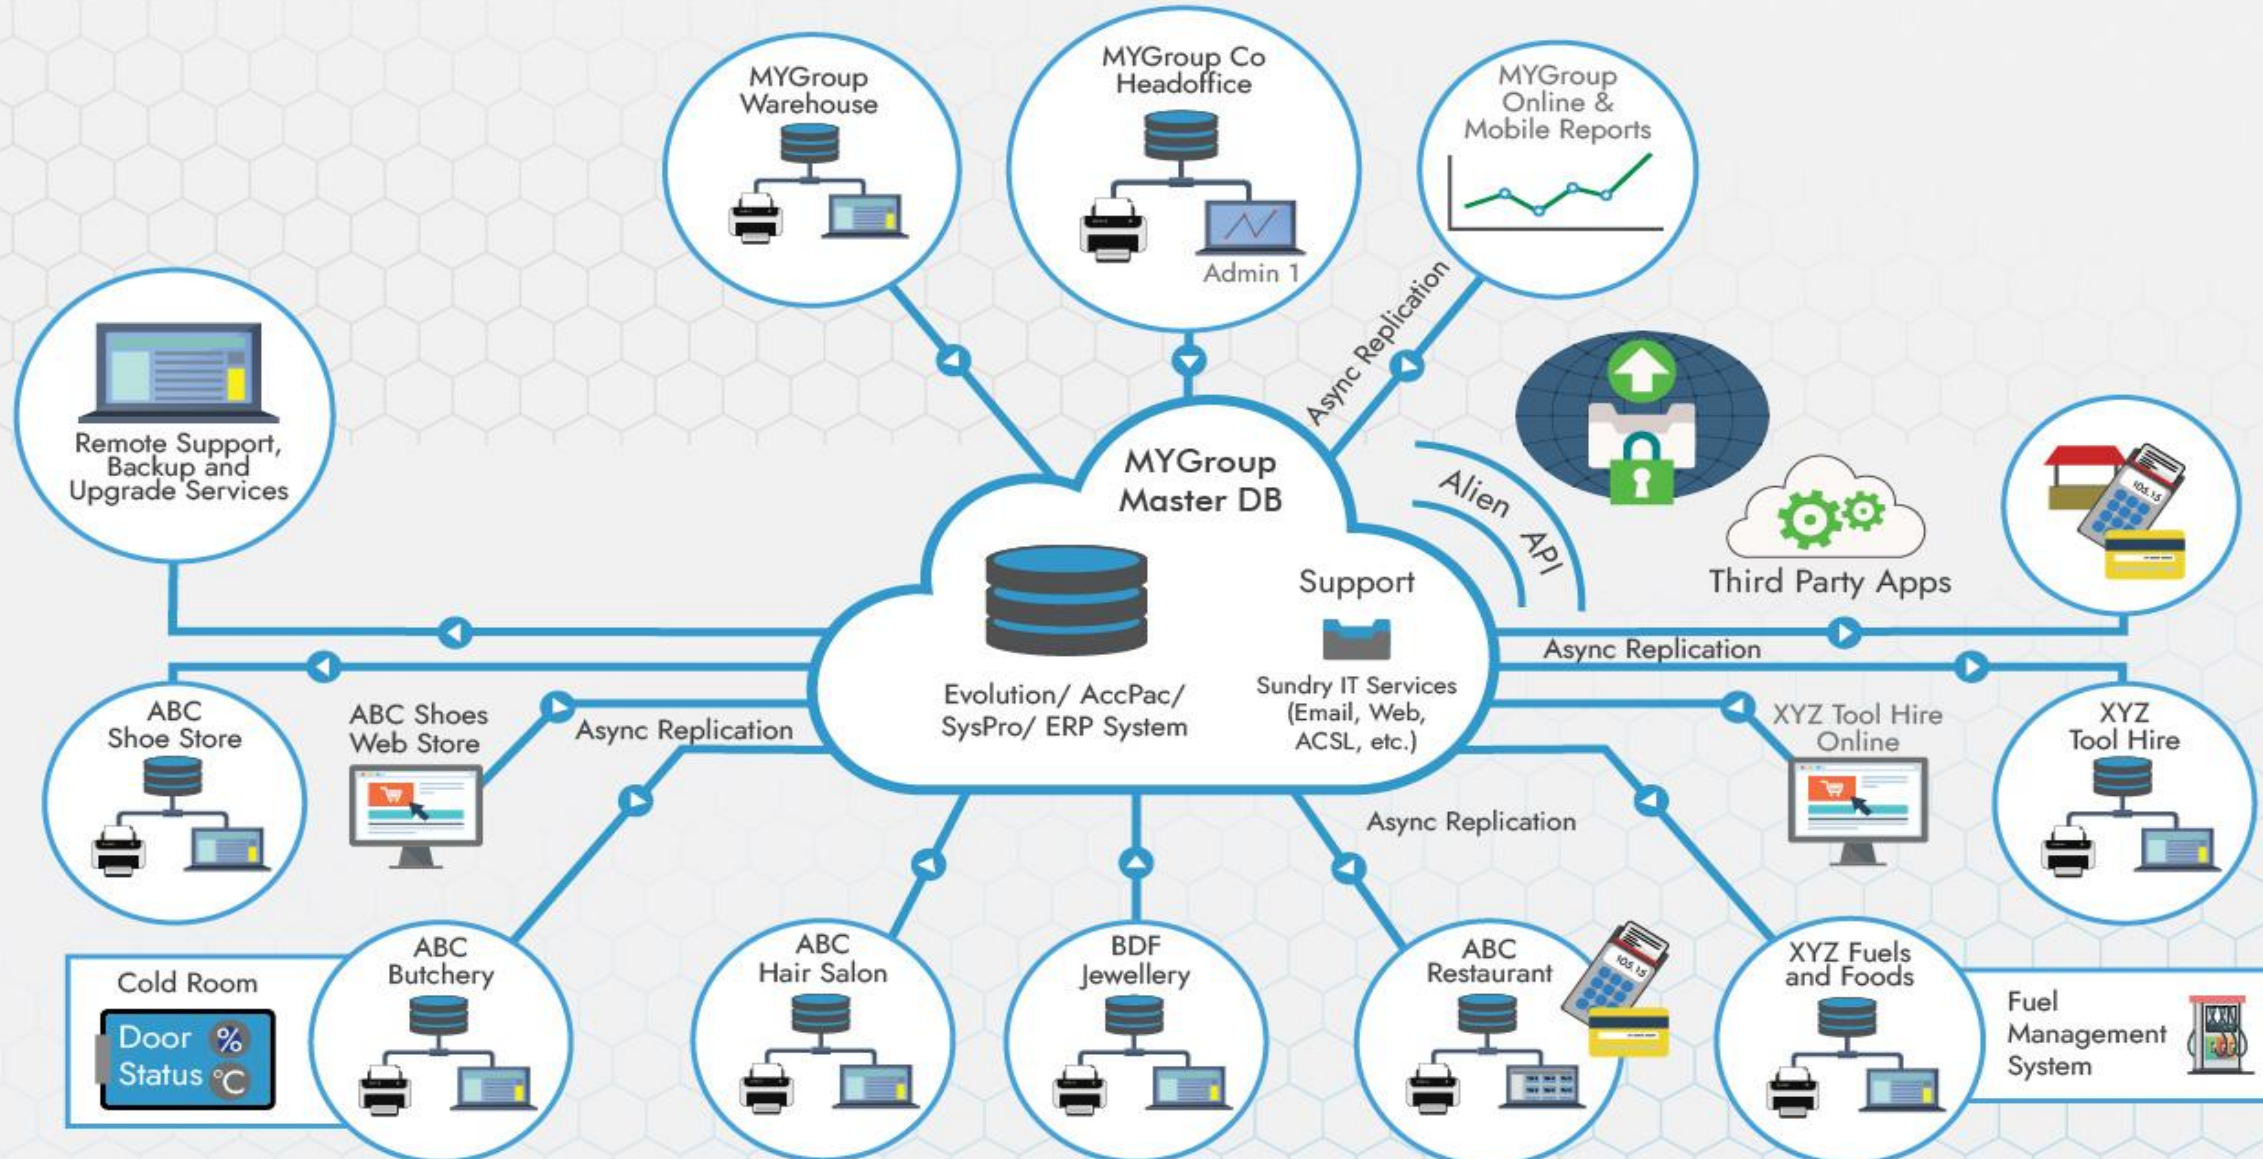 MYGroup
Warehouse
MYGroup Co
Headoffice
Admin 1
MYGroup
Online &
Mobile Reports
Async Replication
Remote Support,
Backup and
Upgrade Services
MYGroup
Master DB
Evolution/ AccPac/
SysPro/ ERP System
Support
Sundry IT Services
(Email, Web,
ACSL, etc.)
Alien API
Third Party Apps
105.15
Async Replication
ABC
Shoe Store
ABC Shoes
Web Store
Async Replication
XYZ Tool Hire
Online
XYZ
Tool Hire
Async Replication
Cold Room
Door %
Status °C
ABC
Butchery
ABC
Hair Salon
BDF
Jewellery
ABC
Restaurant
105.15
XYZ Fuels
and Foods
Fuel
Management
System